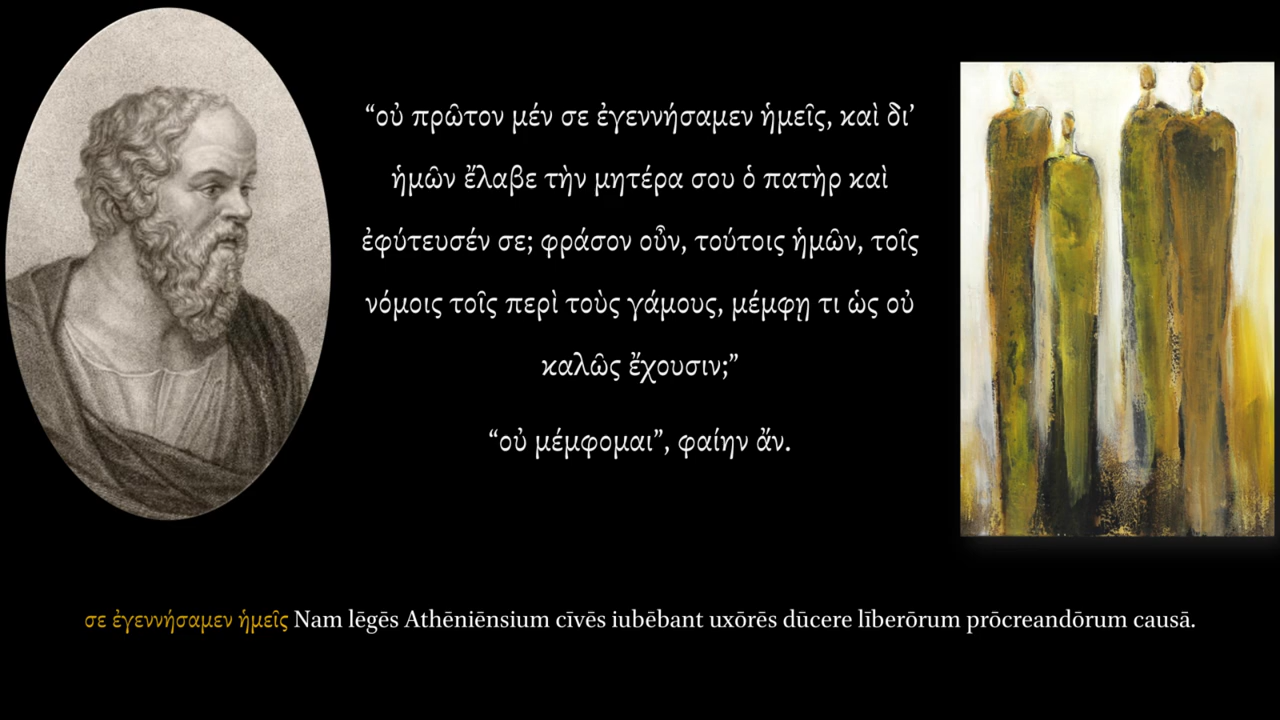 “οὐ πρῶτον μέν σε ἐγεννήσαμεν ἡμεῖς, καὶ δι’
ἡμῶν ἔλαβε τὴν μητέρα σου ὁ πατὴρ καὶ
ἐφύτευσέν σε; φράσον οὖν, τούτοις ἡμῶν, τοῖς
νόμοις τοῖς περὶ τοὺς γάμους, μέμφῃ τι ὡς οὐ
καλῶς ἔχουσιν;”
“οὐ μέμφομαι”, φαίην ἄν.
σε ἐγεννήσαμεν ἡμεῖς Nam lēgēs Athēniēnsium cīvēs iubēbant uxōrēs dūcere līberōrum prōcreandōrum causā.